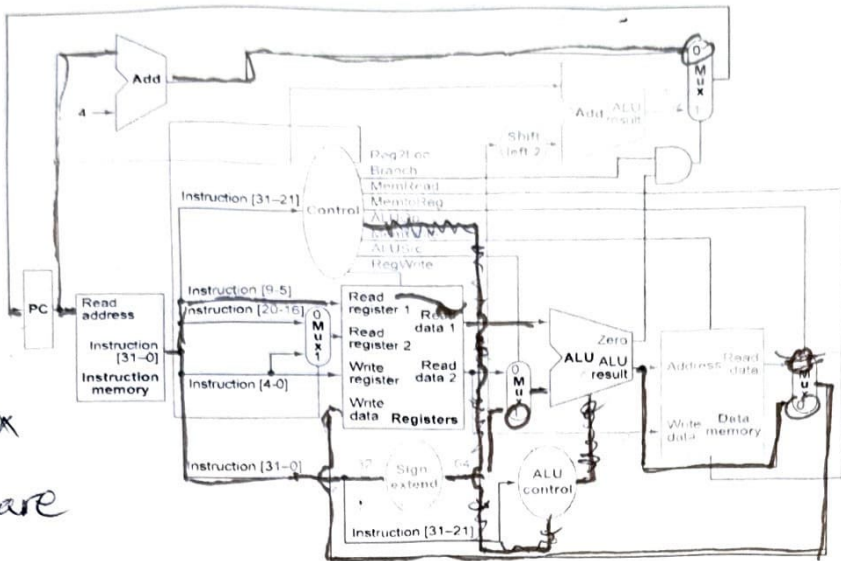 0
M
u
x
1
Add
4
Add
ALU
result
Shift
left 2
Reg2Loc
Branch
MemRead
MemtoReg
ALUSrc
RegWrite
Control
Instruction [31–21]
Instruction [9-5]
Instruction [20-16]
Instruction [4-0]
PC
Read
address
Instruction
[31–0]
Instruction
memory
0
M
u
x
1
Read
register 1
Read
register 2
Write
register
Write
data
Registers
Read
data 1
Read
data 2
0
M
u
x
Zero
ALU
ALU
result
Address
Read
data
Write
data
Data
memory
M
u
x
Instruction [31-0]
32
Sign
extend
64
ALU
control
Instruction [31–21]
x
are